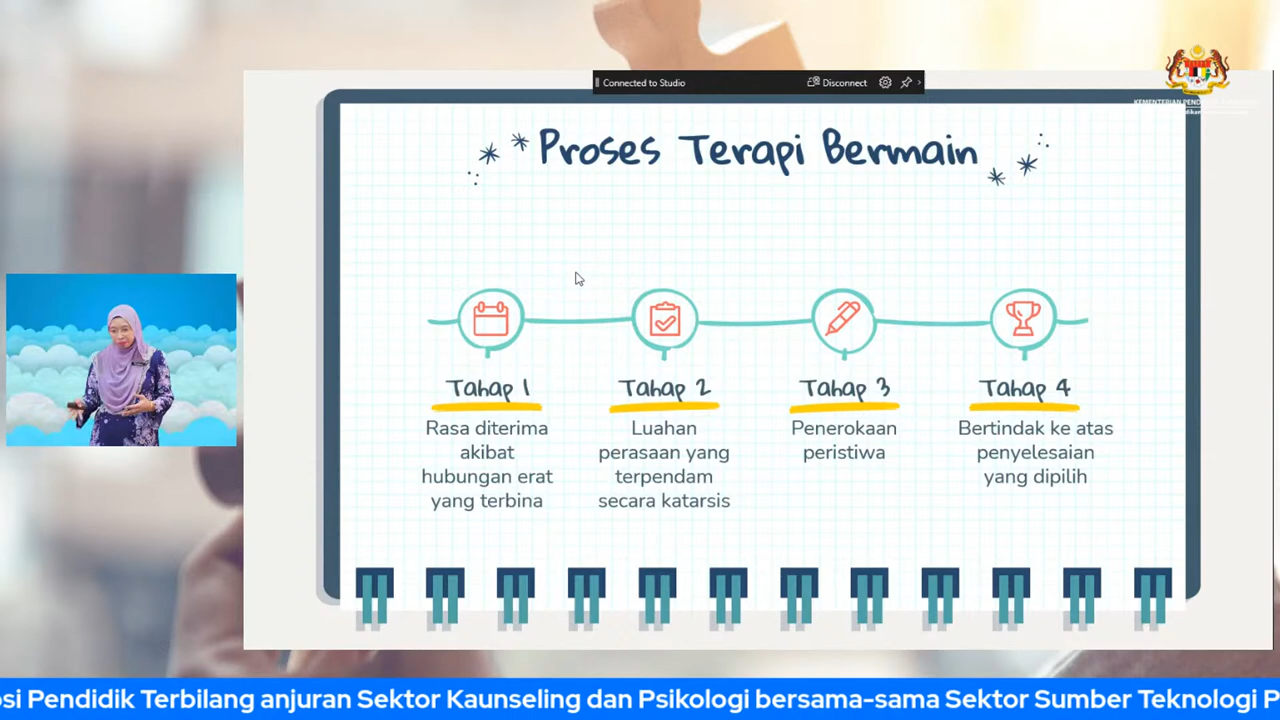 Connected to Studio
Disconnect
Proses Terapi Bermain
Tahap 1
Rasa diterima
akibat
hubungan erat
yang terbina
Tahap 2
Luahan
perasaan yang
terpendam
secara katarsis
Tahap 3
Penerokaan
peristiwa
Tahap 4
Bertindak ke atas
penyelesaian
yang dipilih
si Pendidik Terbilang anjuran Sektor Kaunseling dan Psikologi bersama-sama Sektor Sumber Teknologi P